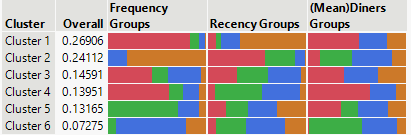 Frequency (Mean)Diners
Cluster Overall Groups Recency Groups Groups
Cluster 1 0.26906
Cluster 2 0.24112
Cluster 3 0.14591
Cluster 4 0.13951
Cluster 5 0.13165
Cluster 6 0.07275